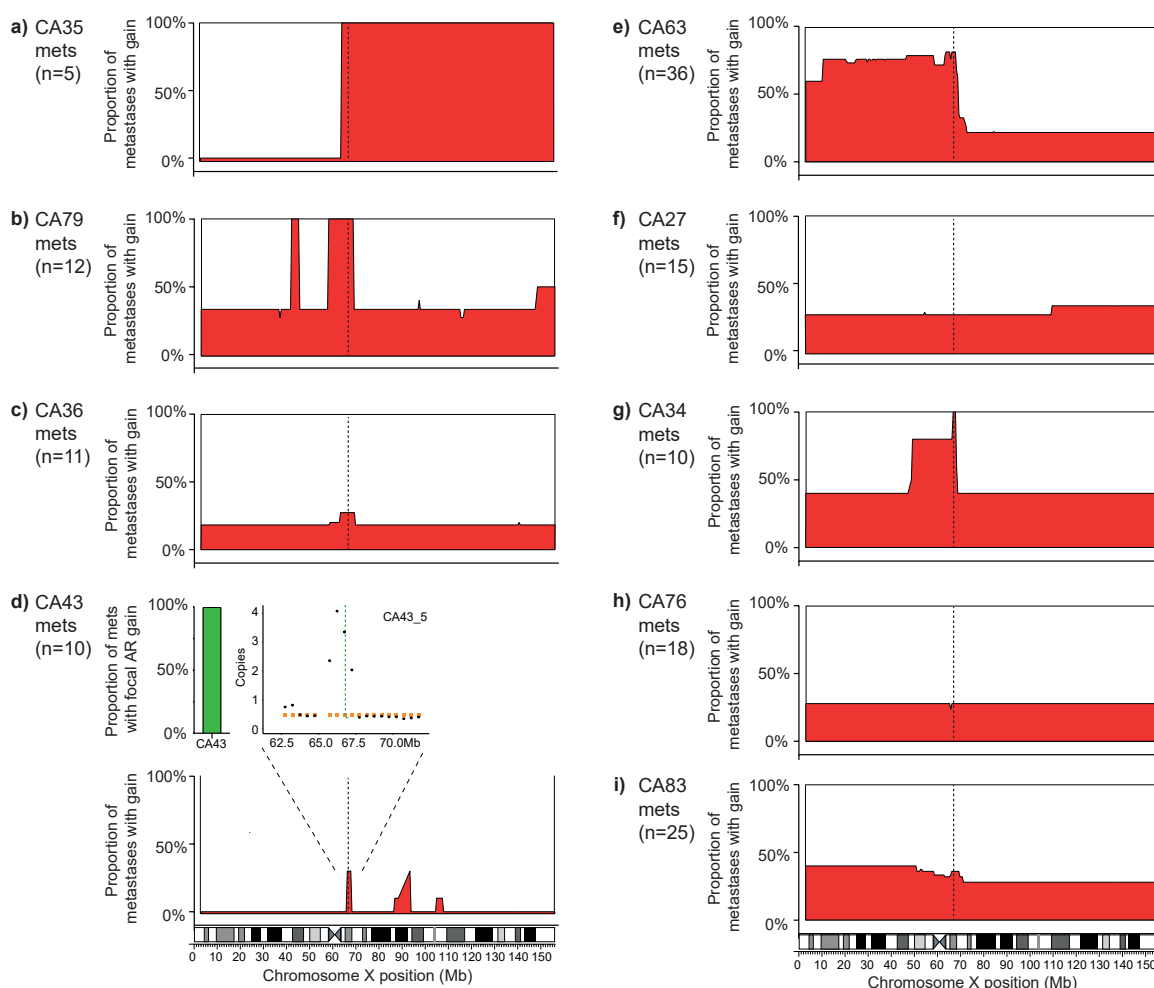 a) CA35
mets
(n=5)
Proportion of
metastases with gain
100%
50%
0%
b) CA79
mets
(n=12)
Proportion of
metastases with gain
100%
50%
0%
c) CA36
mets
(n=11)
Proportion of
metastases with gain
100%
50%
0%
d) CA43
mets
(n=10)
Proportion of mets
with focal AR gain
100%
50%
0%
CA43
Copies
4
3
2
1
0
CA43_5
62.5 65.0 67.5 70.0Mb
Proportion of
metastases with gain
100%
50%
0%
0 10 20 30 40 50 60 70 80 90 100 110 120 130 140 150
Chromosome X position (Mb)
e) CA63
mets
(n=36)
Proportion of
metastases with gain
100%
50%
0%
f) CA27
mets
(n=15)
Proportion of
metastases with gain
100%
50%
0%
g) CA34
mets
(n=10)
Proportion of
metastases with gain
100%
50%
0%
h) CA76
mets
(n=18)
Proportion of
metastases with gain
100%
50%
0%
i) CA83
mets
(n=25)
Proportion of
metastases with gain
100%
50%
0%
0 10 20 30 40 50 60 70 80 90 100 110 120 130 140 150
Chromosome X position (Mb)